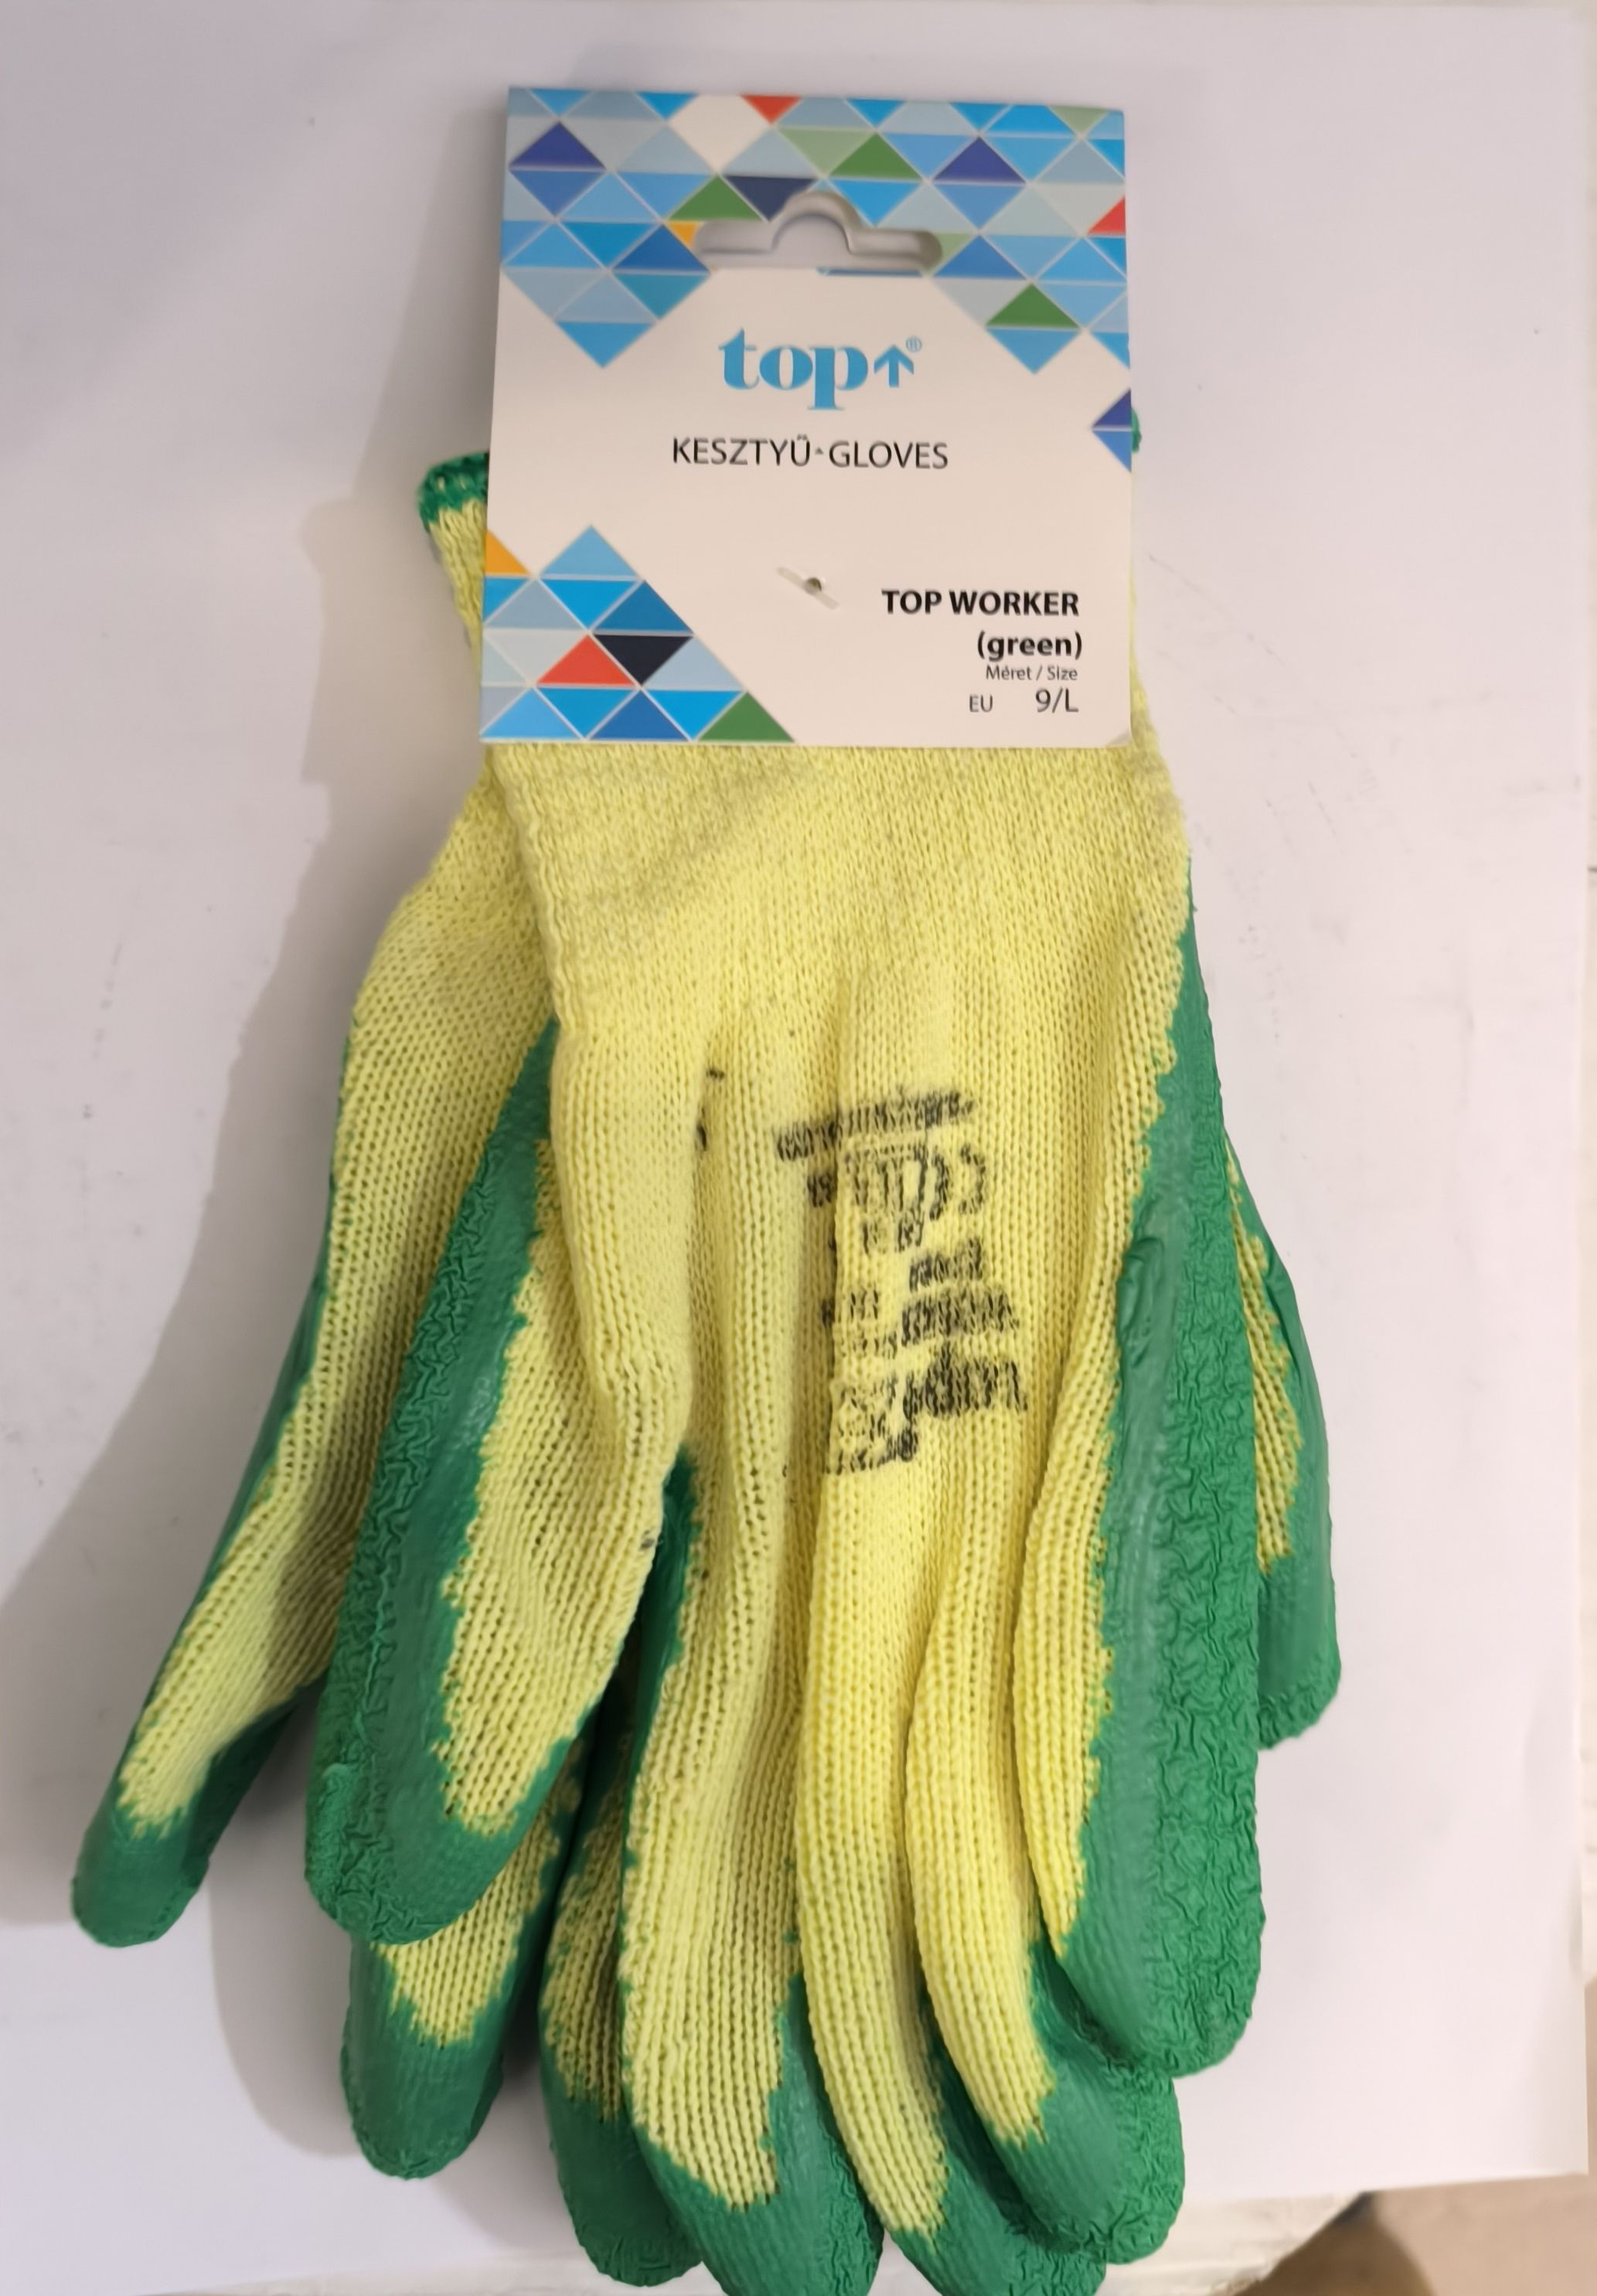 top®
KESZTYŰ GLOVES
TOP WORKER
(green)
Méret / Size
EU 9/L